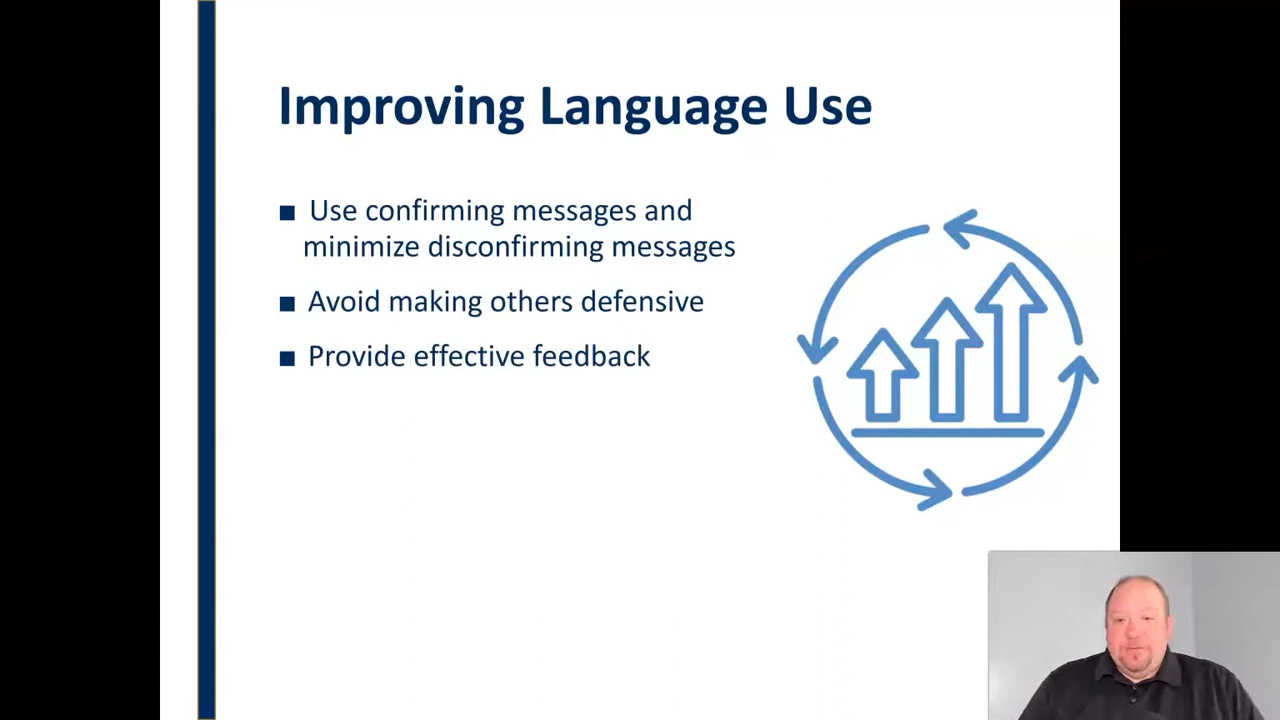 Improving Language Use
■ Use confirming messages and
minimize disconfirming messages
■ Avoid making others defensive
■ Provide effective feedback